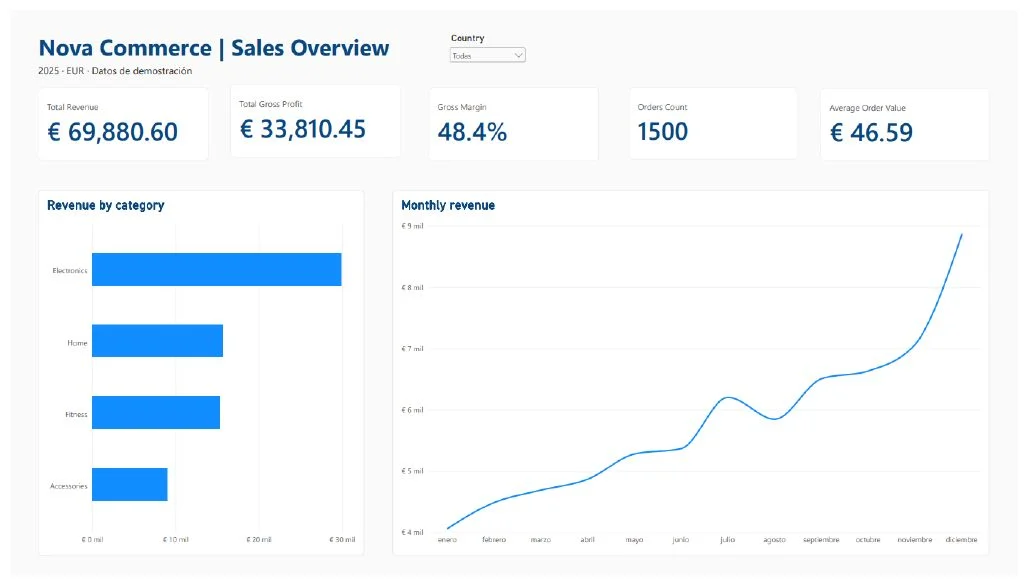 Nova Commerce | Sales Overview
2025 · EUR · Datos de demostración
Country
Todas
Total Revenue
€ 69,880.60
Total Gross Profit
€ 33,810.45
Gross Margin
48.4%
Orders Count
1500
Average Order Value
€ 46.59
Revenue by category
Electronics
Home
Fitness
Accessories
€ 0 mil € 10 mil € 20 mil € 30 mil
Monthly revenue
€ 9 mil
€ 8 mil
€ 7 mil
€ 6 mil
€ 5 mil
€ 4 mil
enero febrero marzo abril mayo junio julio agosto septiembre octubre noviembre diciembre